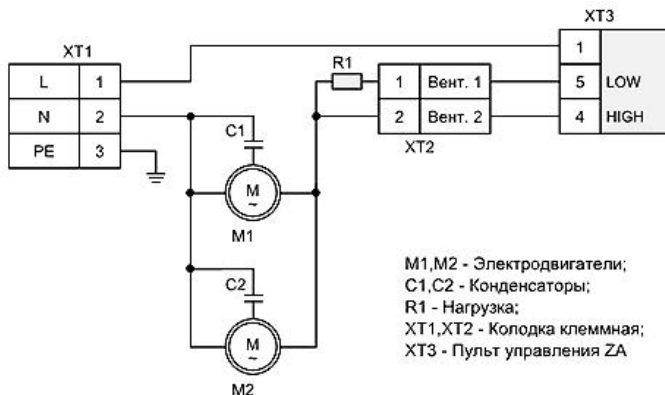 XT3
XT1
1
R1
L 1
1 Вент. 1
5 LOW
N 2
2 Вент. 2
4 HIGH
C1
XT2
PE 3
M
~
M1
C2
M
~
M2
M1,M2 - Электродвигатели;
C1,C2 - Конденсаторы;
R1 - Нагрузка;
XT1,XT2 - Колодка клеммная;
XT3 - Пульт управления ZA